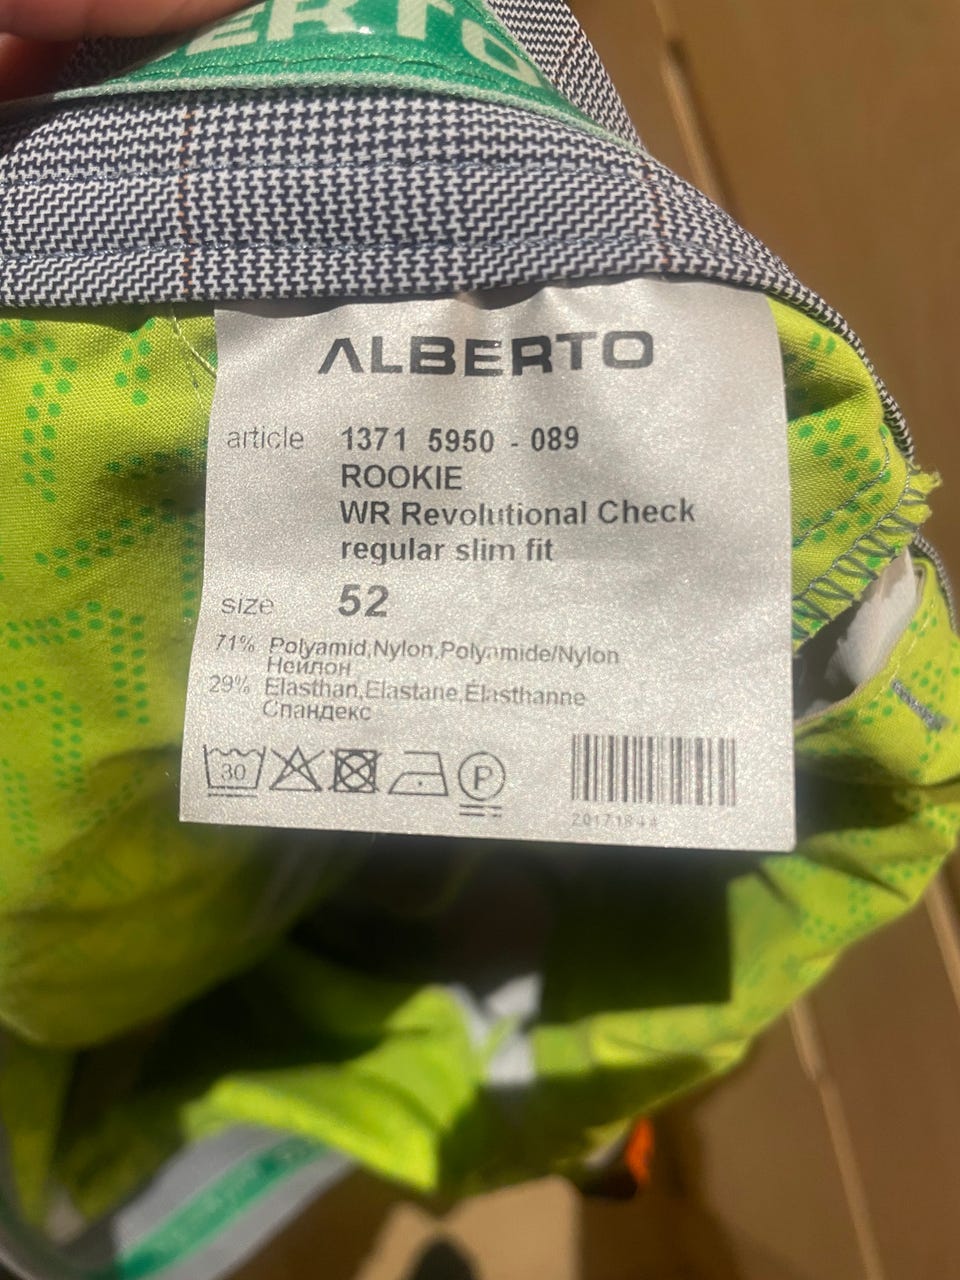 ALBERTO
article 1371 5950 - 089
ROOKIE
WR Revolutional Check
regular slim fit
size 52
71% Polyamid,Nylon,Polyamide/Nylon
Нейлон
29% Elasthan,Elastane,Elasthanne
Спандекс
30
P